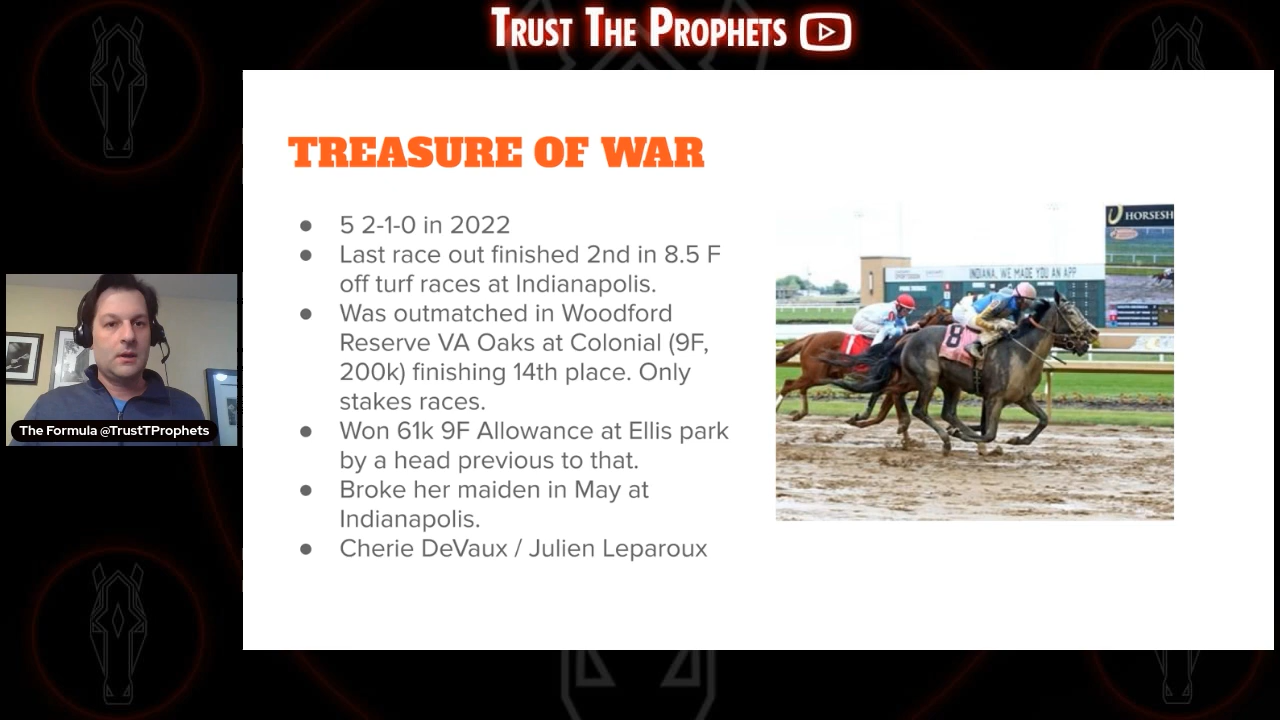 TRUST THE PROPHETS
TREASURE OF WAR
● 5 2-1-0 in 2022
● Last race out finished 2nd in 8.5 F
off turf races at Indianapolis.
● Was outmatched in Woodford
Reserve VA Oaks at Colonial (9F,
200k) finishing 14th place. Only
stakes races.
● Won 61k 9F Allowance at Ellis park
by a head previous to that.
● Broke her maiden in May at
Indianapolis.
● Cherie DeVaux / Julien Leparoux
HORSESH
INDIANA, WE MADE YOU AN APP
8
The Formula @TrustTProphets